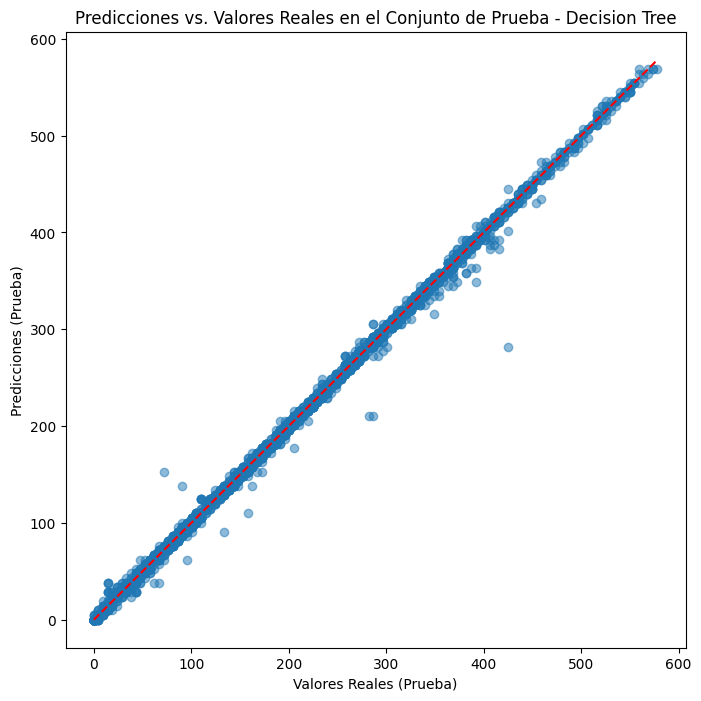 Predicciones vs. Valores Reales en el Conjunto de Prueba - Decision Tree
600
500
400
300
200
100
0
Predicciones (Prueba)
0 100 200 300 400 500 600
Valores Reales (Prueba)